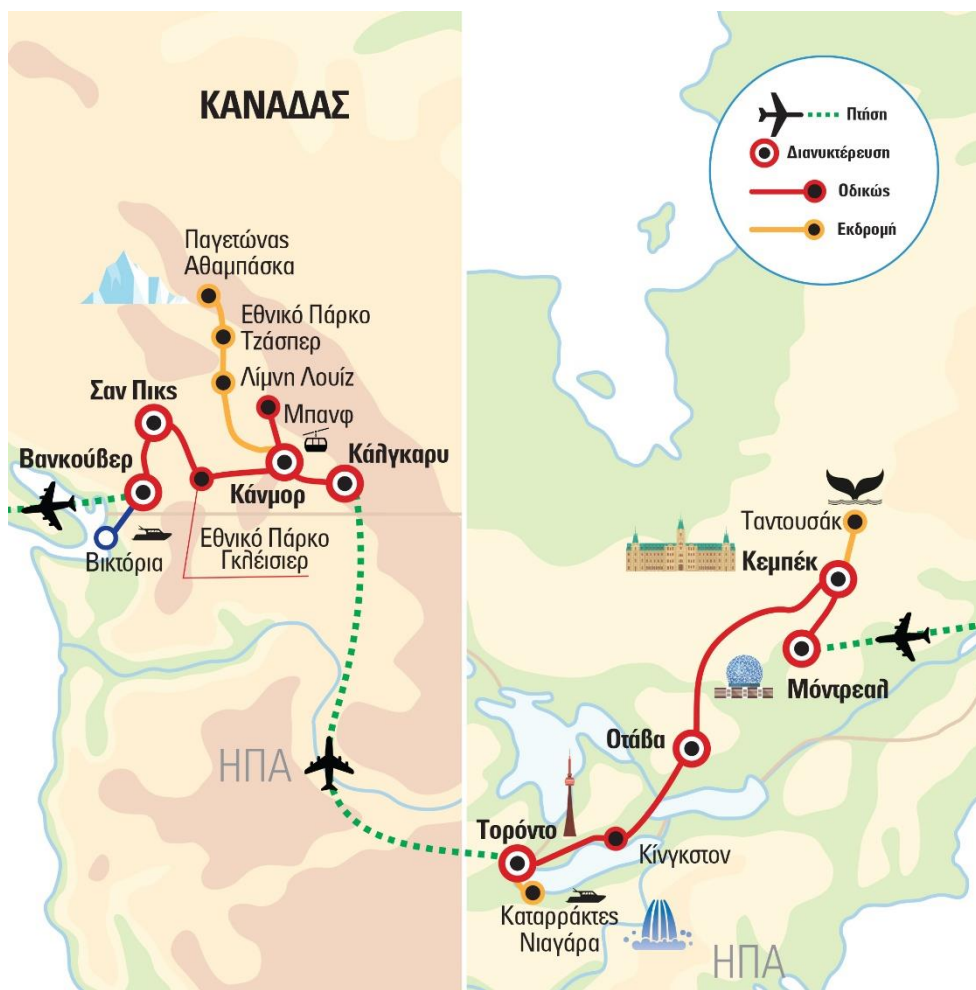 ΚΑΝΑΔΑΣ
Παγετώνας
Αθαμπάσκα
Εθνικό Πάρκο
Τζάσπερ
Λίμνη Λουίζ
Σαν Πικς
Μπανφ
Βανκούβερ
Κάλγκαρυ
Κάνμορ
Βικτόρια
Εθνικό Πάρκο
Γκλέισιερ
ΗΠΑ
Πτήση
Διανυκτέρευση
Οδικώς
Εκδρομή
Ταντουσάκ
Κεμπέκ
Μόντρεαλ
Οτάβα
Τορόντο
Κίνγκστον
Καταρράκτες
Νιαγάρα
ΗΠΑ